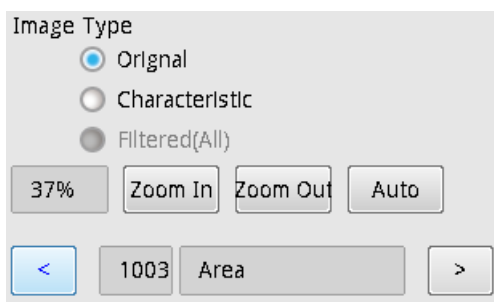 Image Type
Orignal
Characteristic
Filtered(All)
37% Zoom In Zoom Out Auto
< 1003 Area >